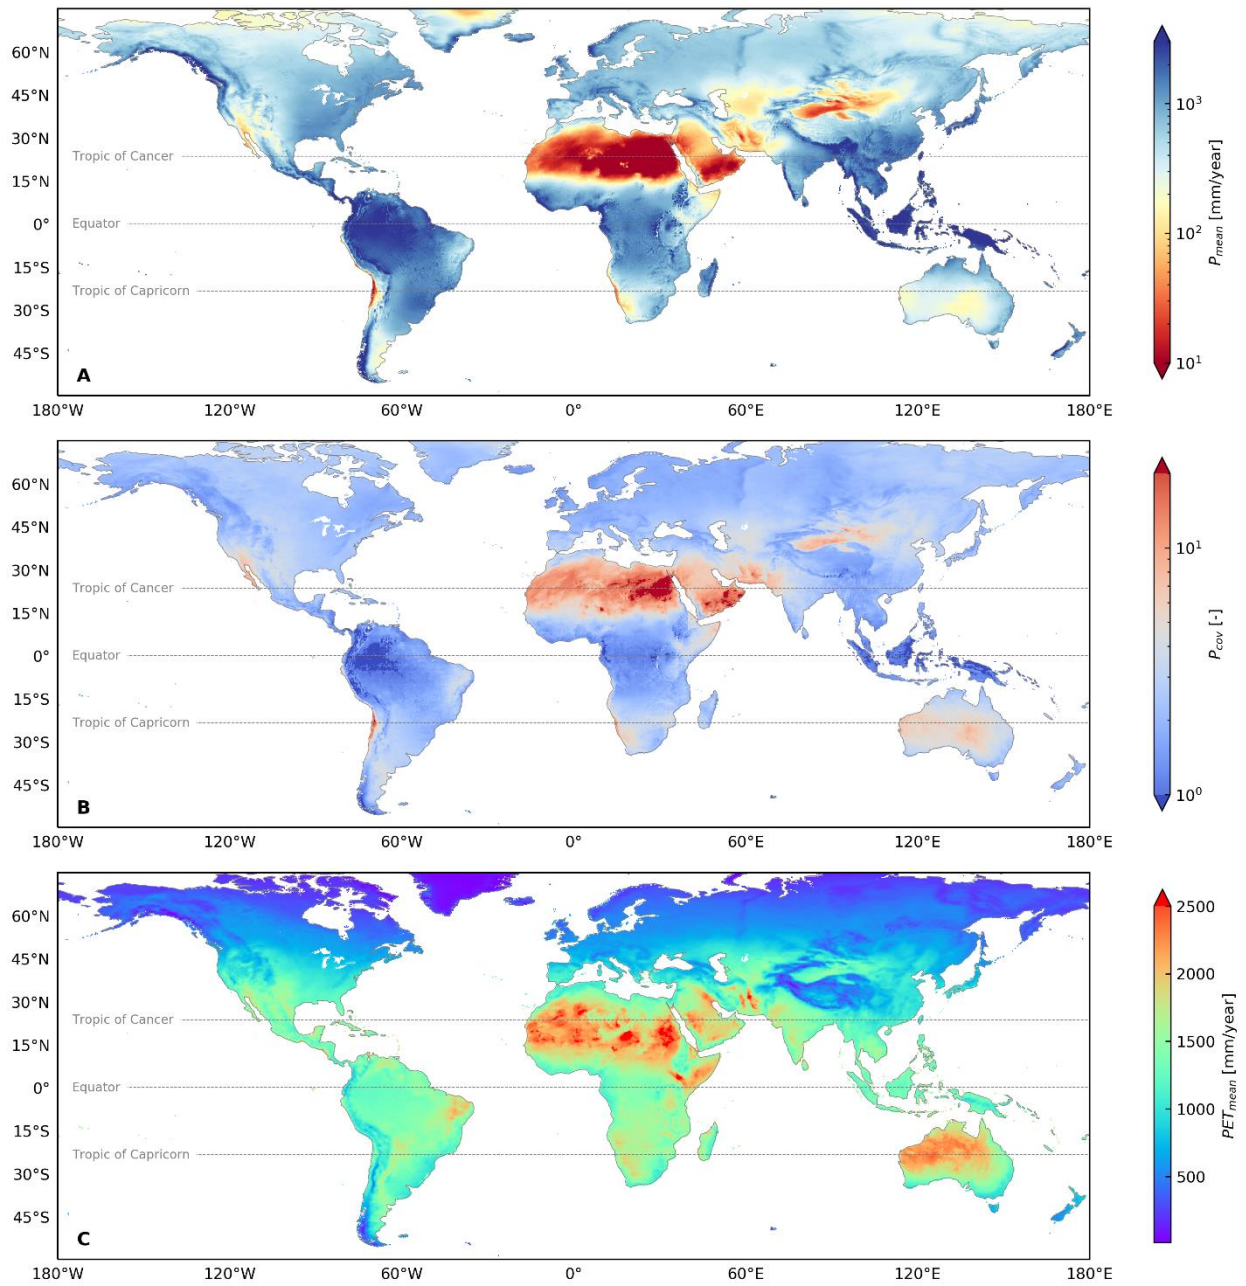 60°N
45°N
30°N
Tropic of Cancer
15°N
Equator
0°
15°S
Tropic of Capricorn
30°S
45°S
A
180°W 120°W 60°W 0° 60°E 120°E 180°E
10³
10²
10¹
P_mean [mm/year]
60°N
45°N
30°N
Tropic of Cancer
15°N
Equator
0°
15°S
Tropic of Capricorn
30°S
45°S
B
180°W 120°W 60°W 0° 60°E 120°E 180°E
10¹
10⁰
P_cov [-]
60°N
45°N
30°N
Tropic of Cancer
15°N
Equator
0°
15°S
Tropic of Capricorn
30°S
45°S
C
180°W 120°W 60°W 0° 60°E 120°E 180°E
2500
2000
1500
1000
500
PET_mean [mm/year]